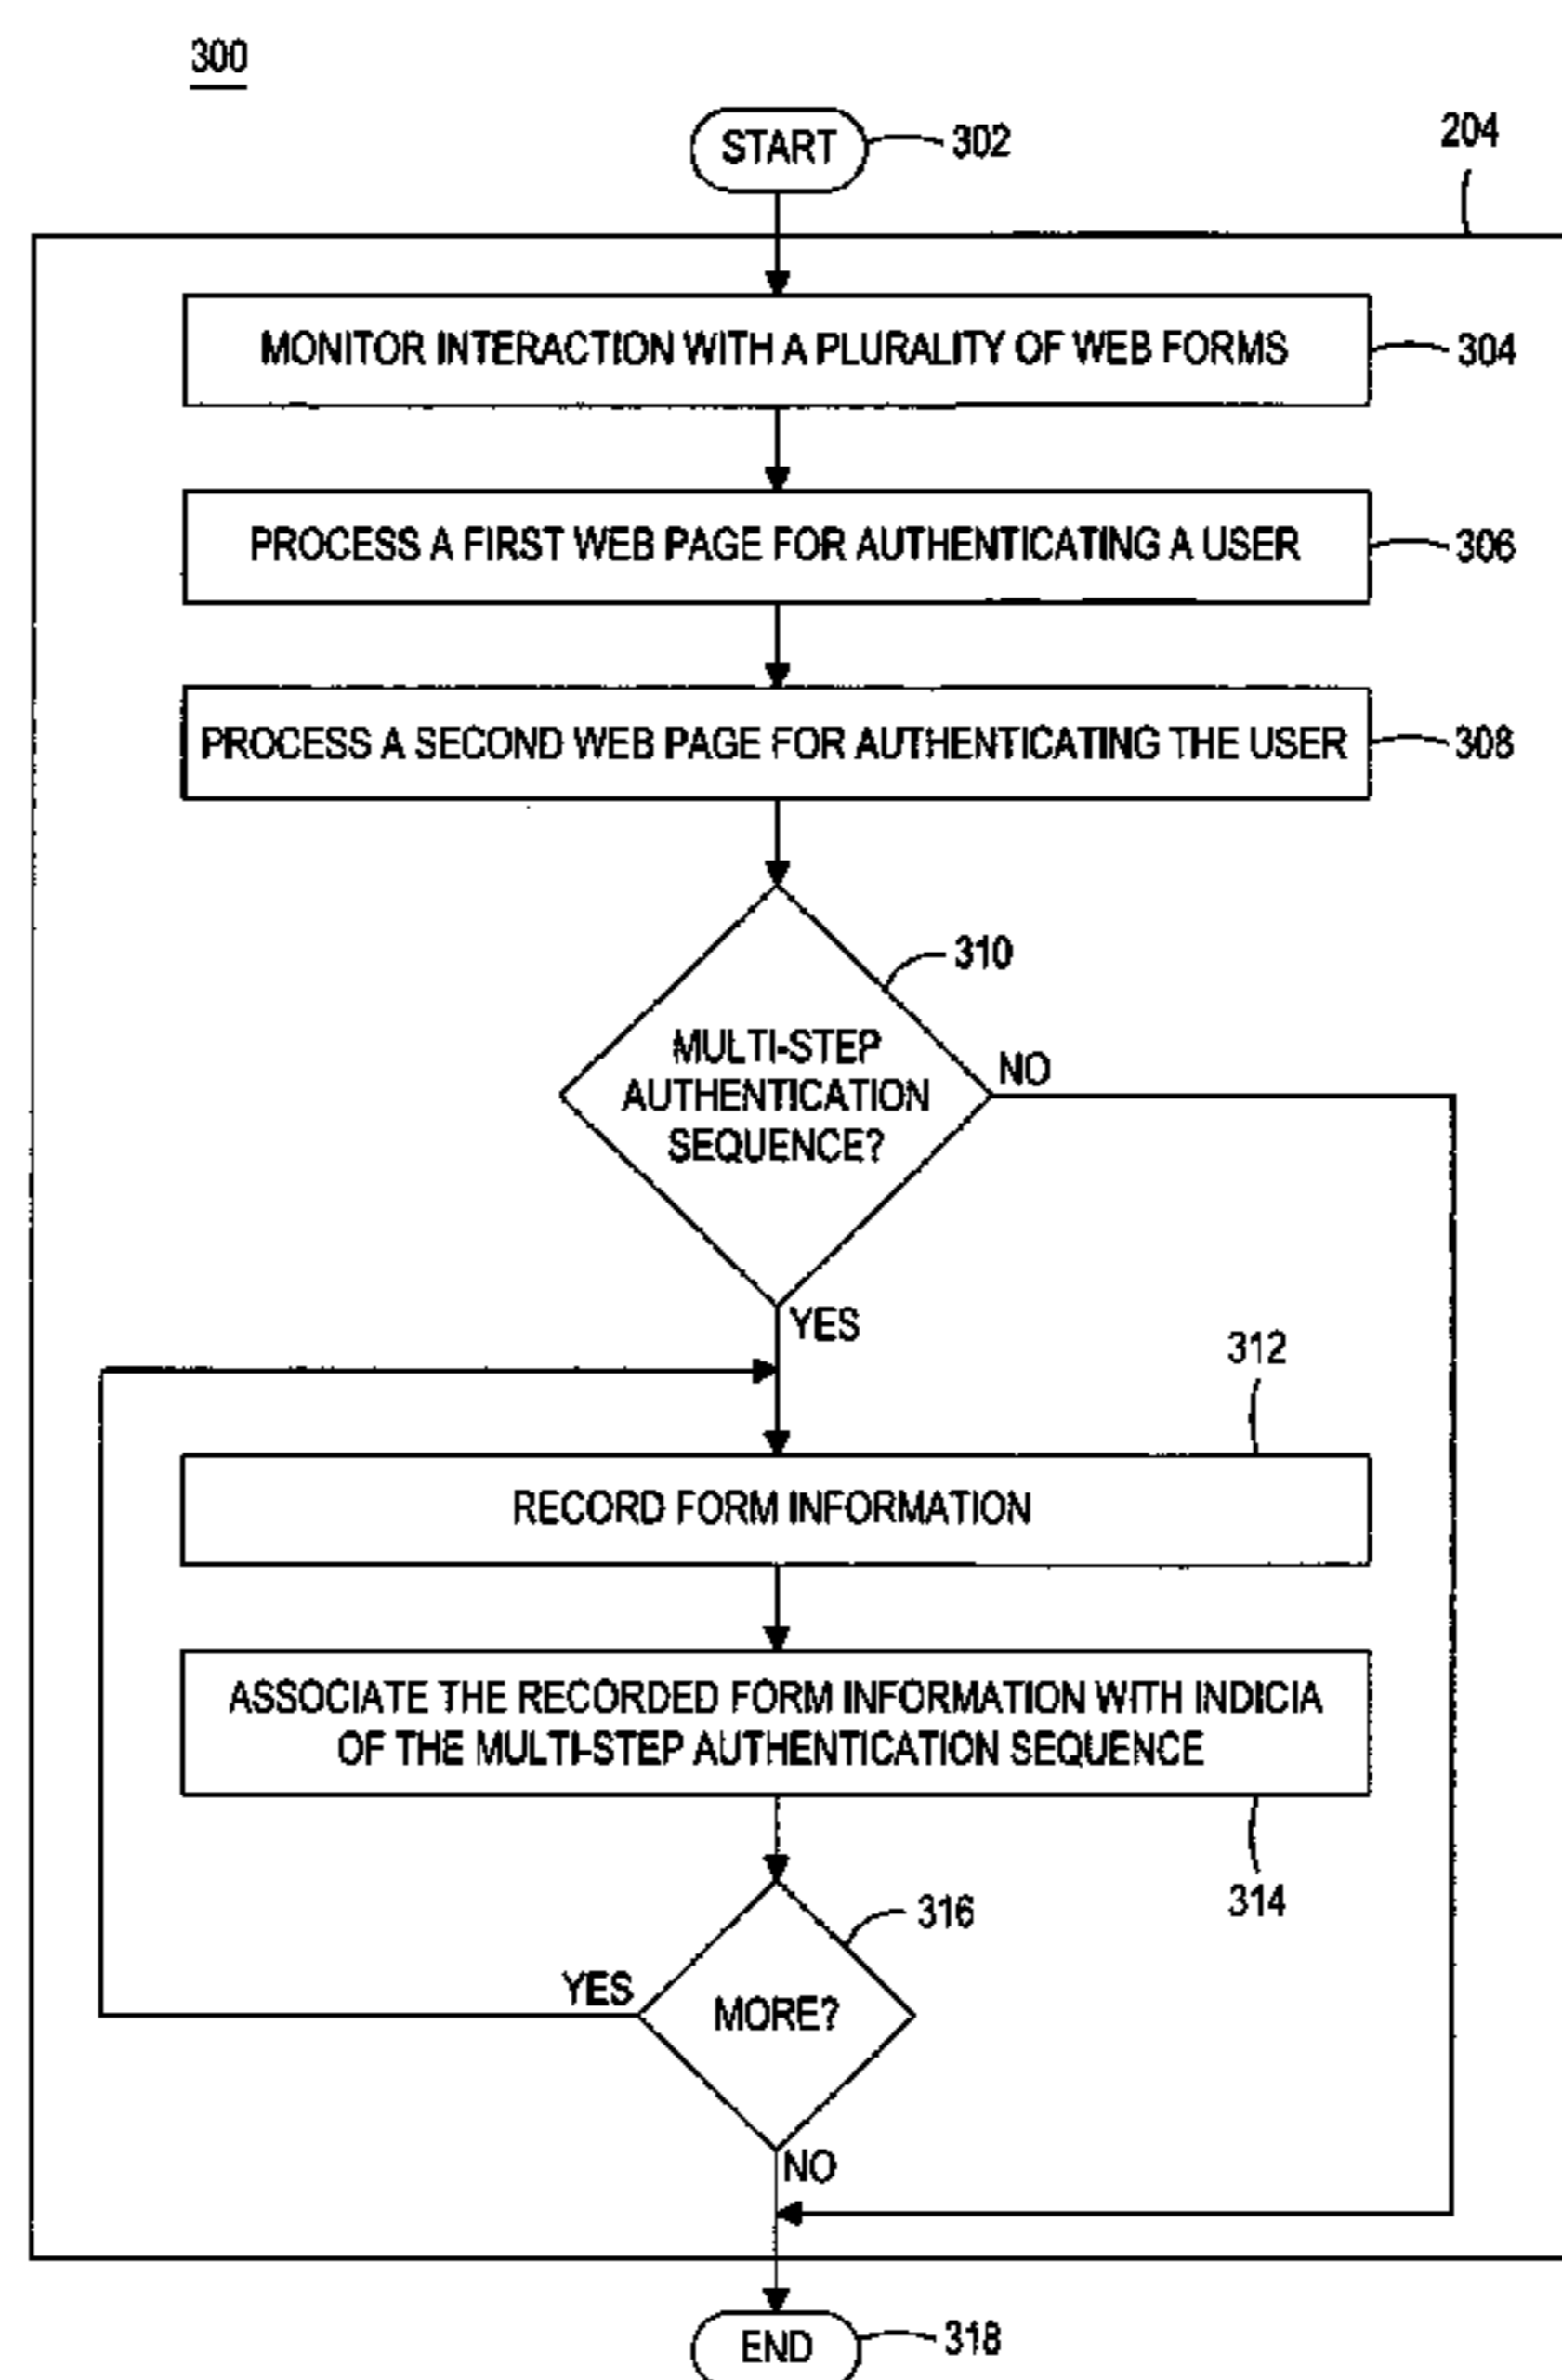 300
START
302
204
MONITOR INTERACTION WITH A PLURALITY OF WEB FORMS
304
PROCESS A FIRST WEB PAGE FOR AUTHENTICATING A USER
306
PROCESS A SECOND WEB PAGE FOR AUTHENTICATING THE USER
308
310
MULTI-STEP
AUTHENTICATION
SEQUENCE?
NO
YES
312
RECORD FORM INFORMATION
ASSOCIATE THE RECORDED FORM INFORMATION WITH INDICIA
OF THE MULTI-STEP AUTHENTICATION SEQUENCE
314
316
YES
MORE?
NO
END
318